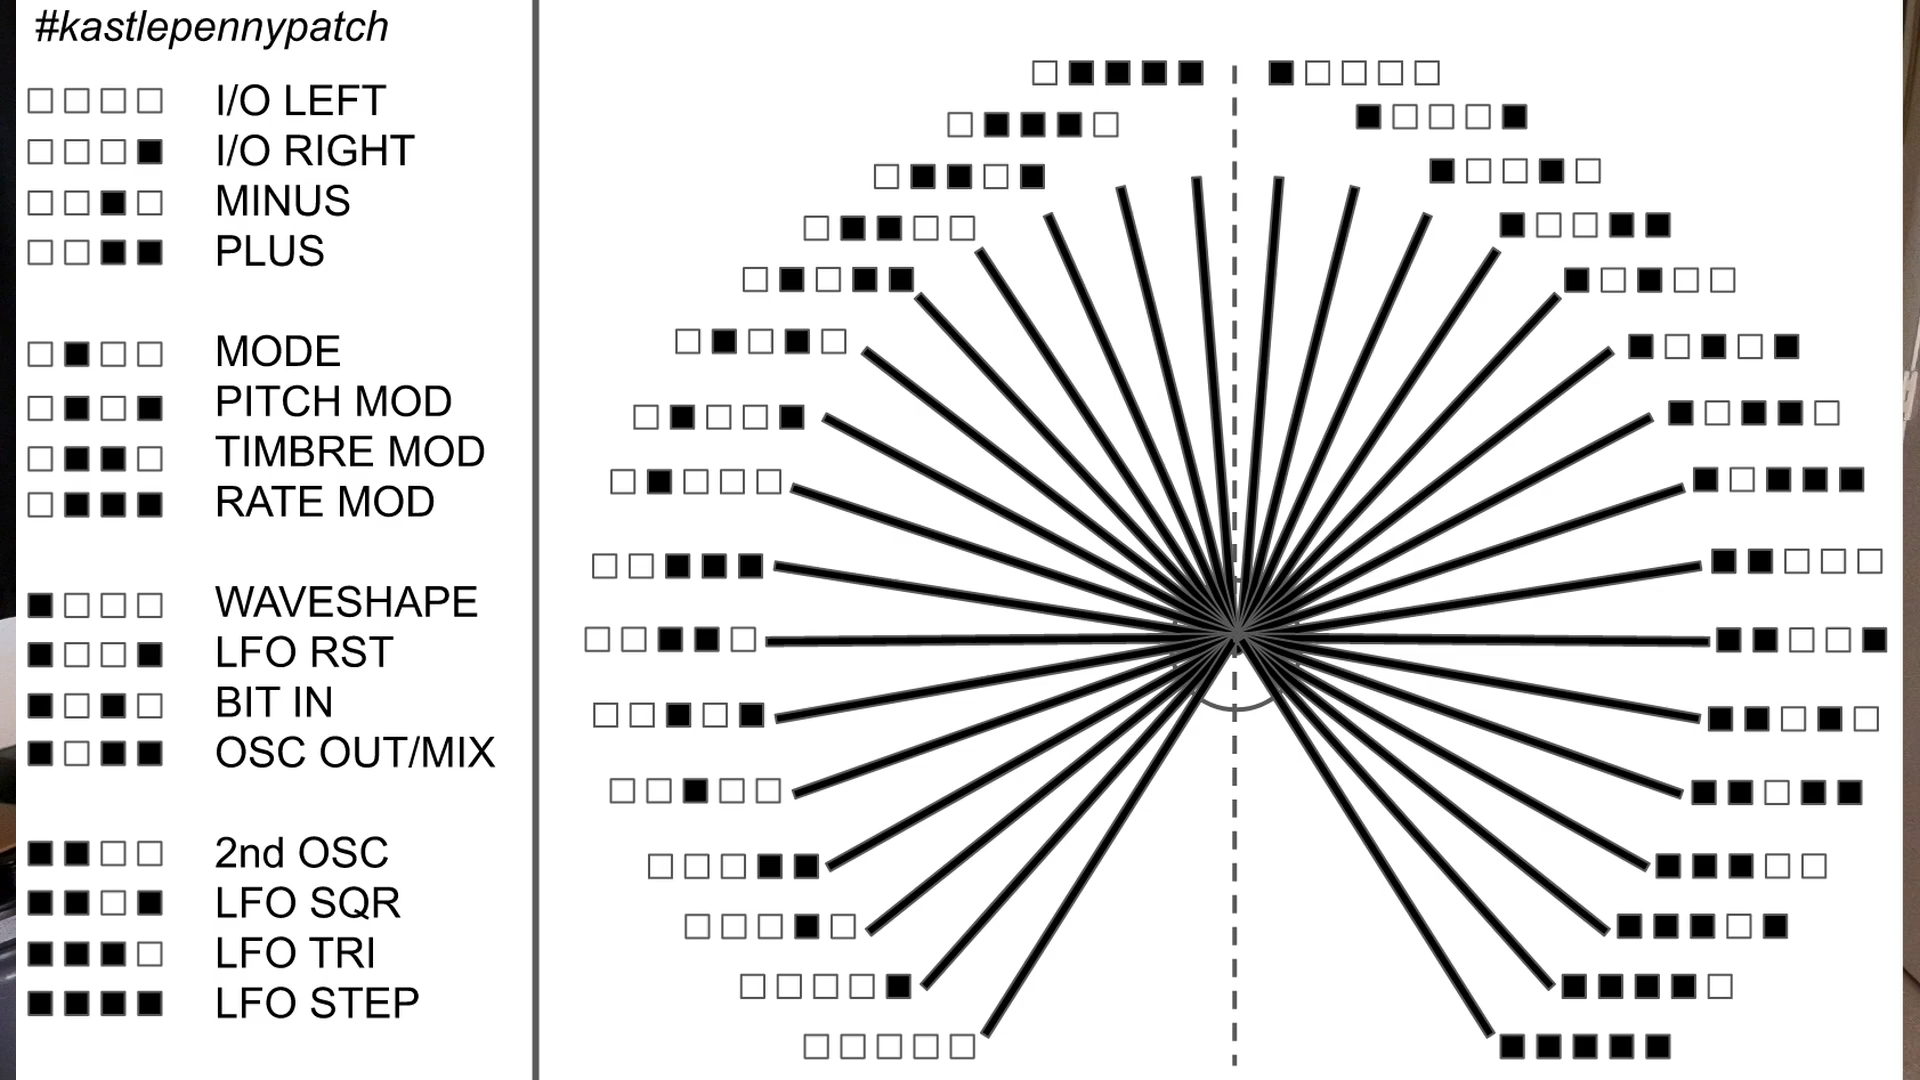 #kastlepennypatch
I/O LEFT
I/O RIGHT
MINUS
PLUS
MODE
PITCH MOD
TIMBRE MOD
RATE MOD
WAVESHAPE
LFO RST
BIT IN
OSC OUT/MIX
2nd OSC
LFO SQR
LFO TRI
LFO STEP